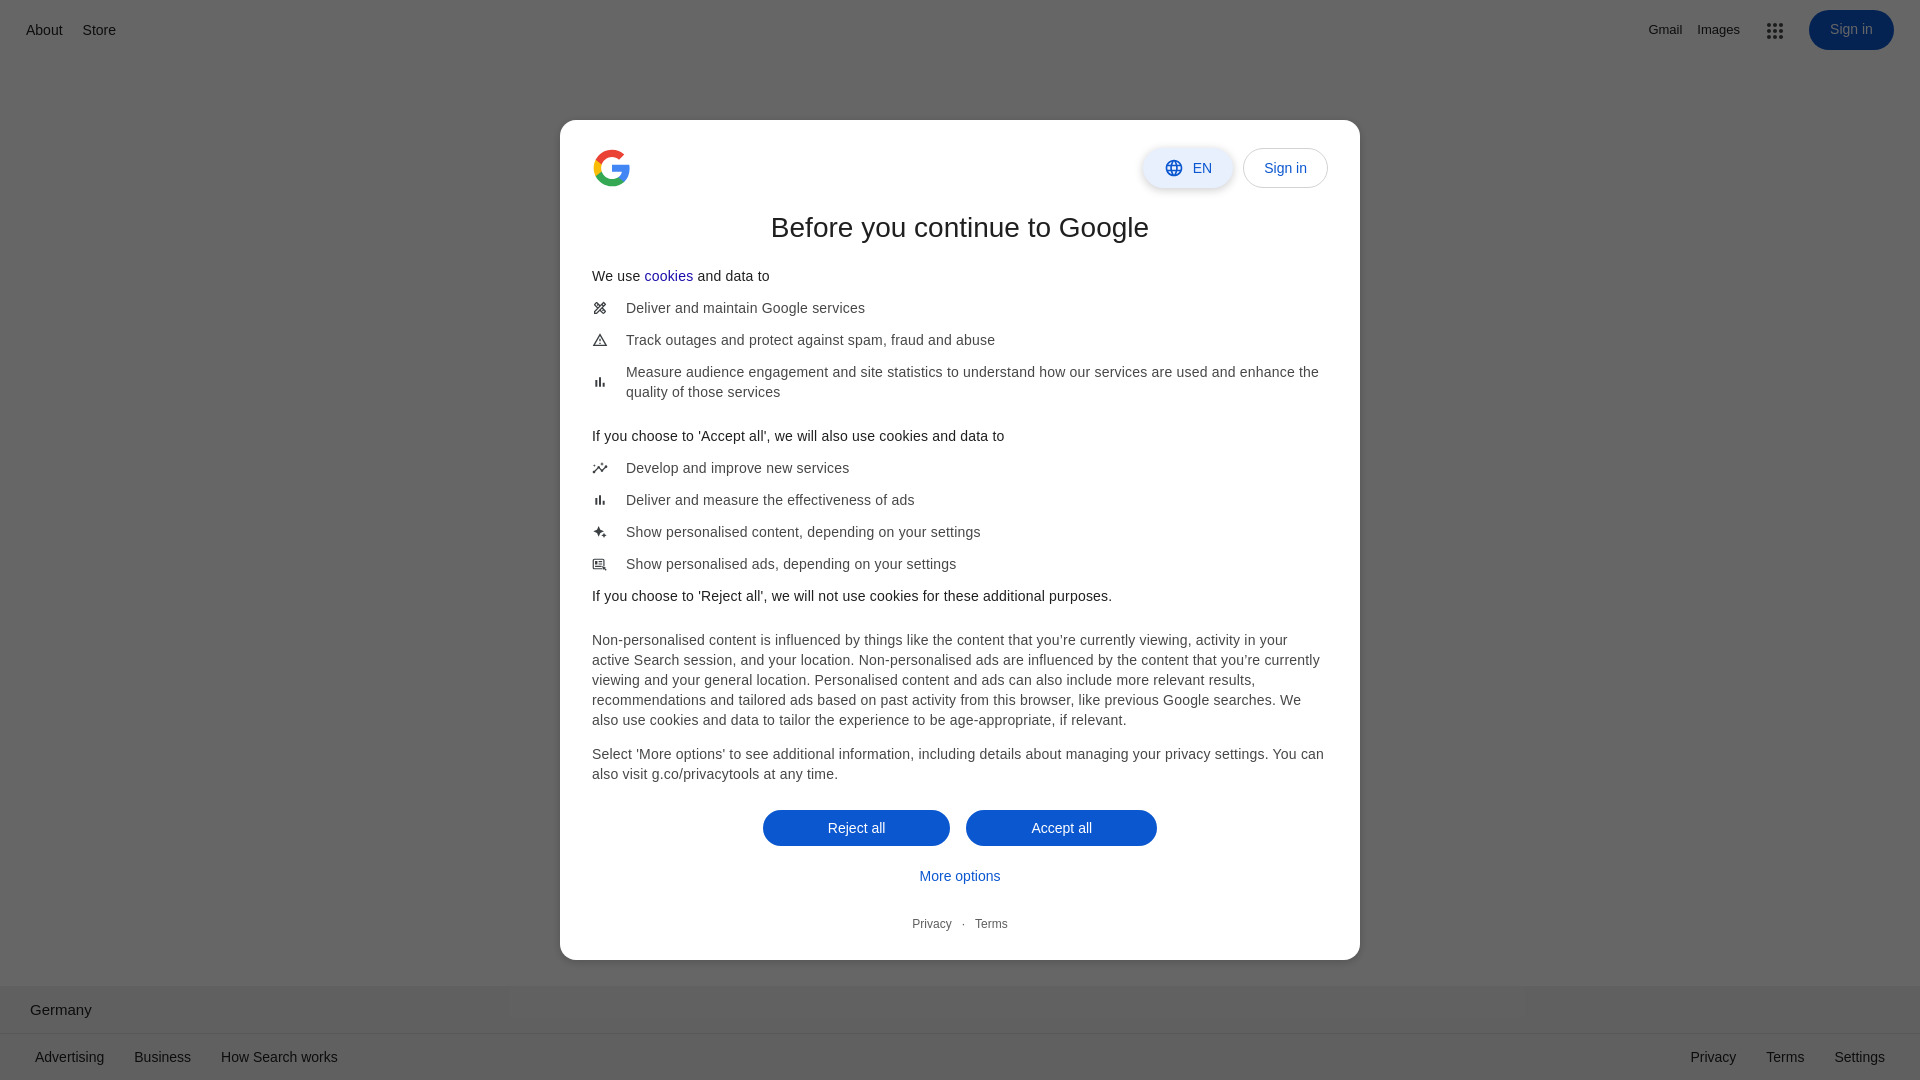 About Store Gmail Images Sign in
EN Sign in
Before you continue to Google
We use cookies and data to
Deliver and maintain Google services
Track outages and protect against spam, fraud and abuse
Measure audience engagement and site statistics to understand how our services are used and enhance the
quality of those services
If you choose to 'Accept all', we will also use cookies and data to
Develop and improve new services
Deliver and measure the effectiveness of ads
Show personalised content, depending on your settings
Show personalised ads, depending on your settings
If you choose to 'Reject all', we will not use cookies for these additional purposes.
Non-personalised content is influenced by things like the content that you’re currently viewing, activity in your
active Search session, and your location. Non-personalised ads are influenced by the content that you’re currently
viewing and your general location. Personalised content and ads can also include more relevant results,
recommendations and tailored ads based on past activity from this browser, like previous Google searches. We
also use cookies and data to tailor the experience to be age-appropriate, if relevant.
Select 'More options' to see additional information, including details about managing your privacy settings. You can
also visit g.co/privacytools at any time.
Reject all Accept all
More options
Privacy · Terms
Germany
Advertising Business How Search works Privacy Terms Settings